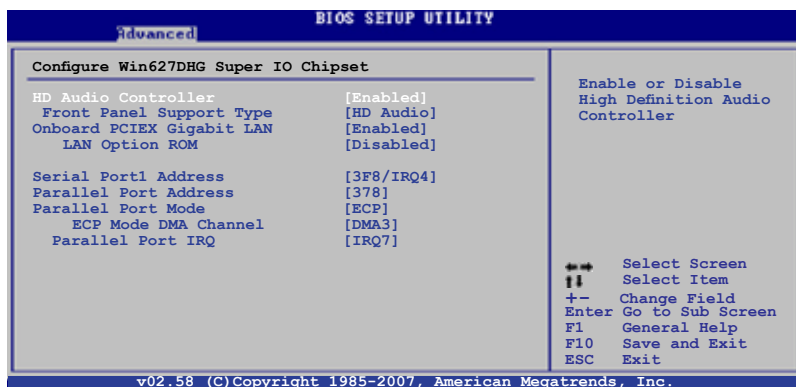 BIOS SETUP UTILITY
Advanced
Configure Win627DHG Super IO Chipset
HD Audio Controller [Enabled]
Front Panel Support Type [HD Audio]
Onboard PCIEX Gigabit LAN [Enabled]
LAN Option ROM [Disabled]
Serial Port1 Address [3F8/IRQ4]
Parallel Port Address [378]
Parallel Port Mode [ECP]
ECP Mode DMA Channel [DMA3]
Parallel Port IRQ [IRQ7]
Enable or Disable
High Definition Audio
Controller
←→ Select Screen
↑↓ Select Item
+- Change Field
Enter Go to Sub Screen
F1 General Help
F10 Save and Exit
ESC Exit
v02.58 (C)Copyright 1985-2007, American Megatrends, Inc.